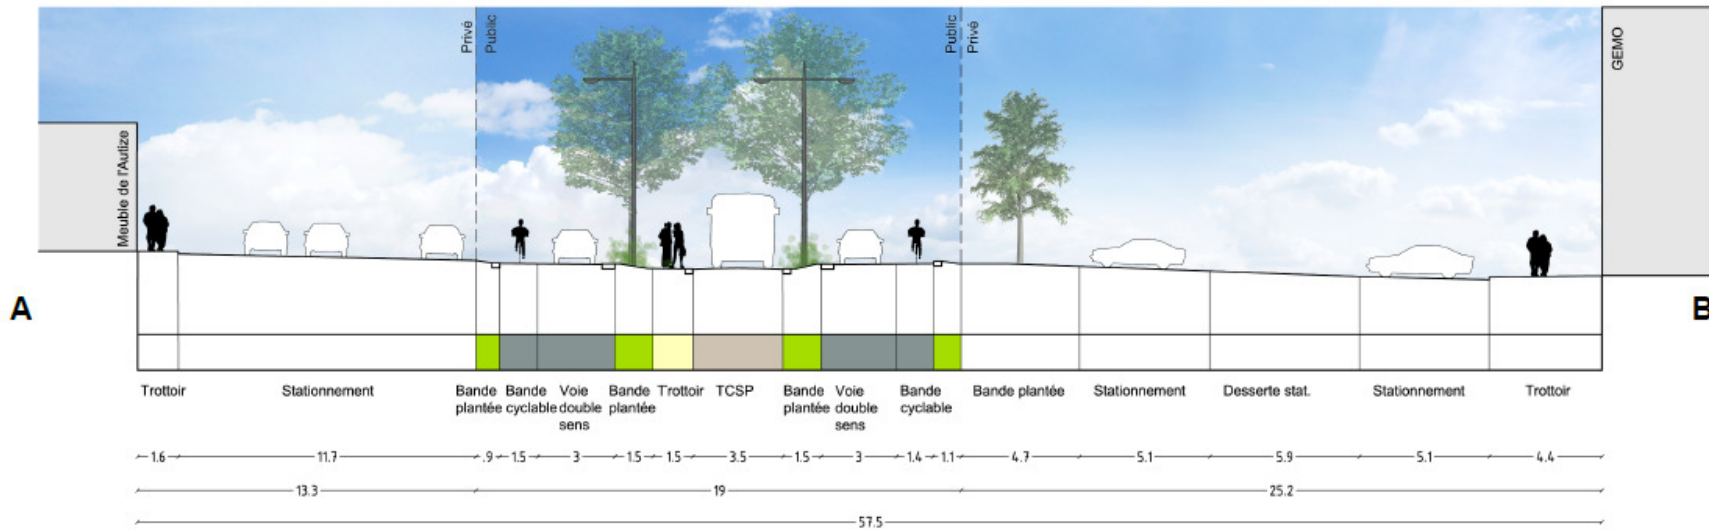 Privé
Public
Public
Privé
GEMO
Meuble de l'Autize
A
B
Trottoir
Stationnement
Bande plantée
Bande cyclable
Voie double sens
Bande plantée
Trottoir
TCSP
Bande plantée
Voie double sens
Bande cyclable
Bande plantée
Stationnement
Desserte stat.
Stationnement
Trottoir
1.6
11.7
.9
1.5
3
1.5
1.5
3.5
1.5
3
1.4
1.1
4.7
5.1
5.9
5.1
4.4
13.3
19
25.2
57.5